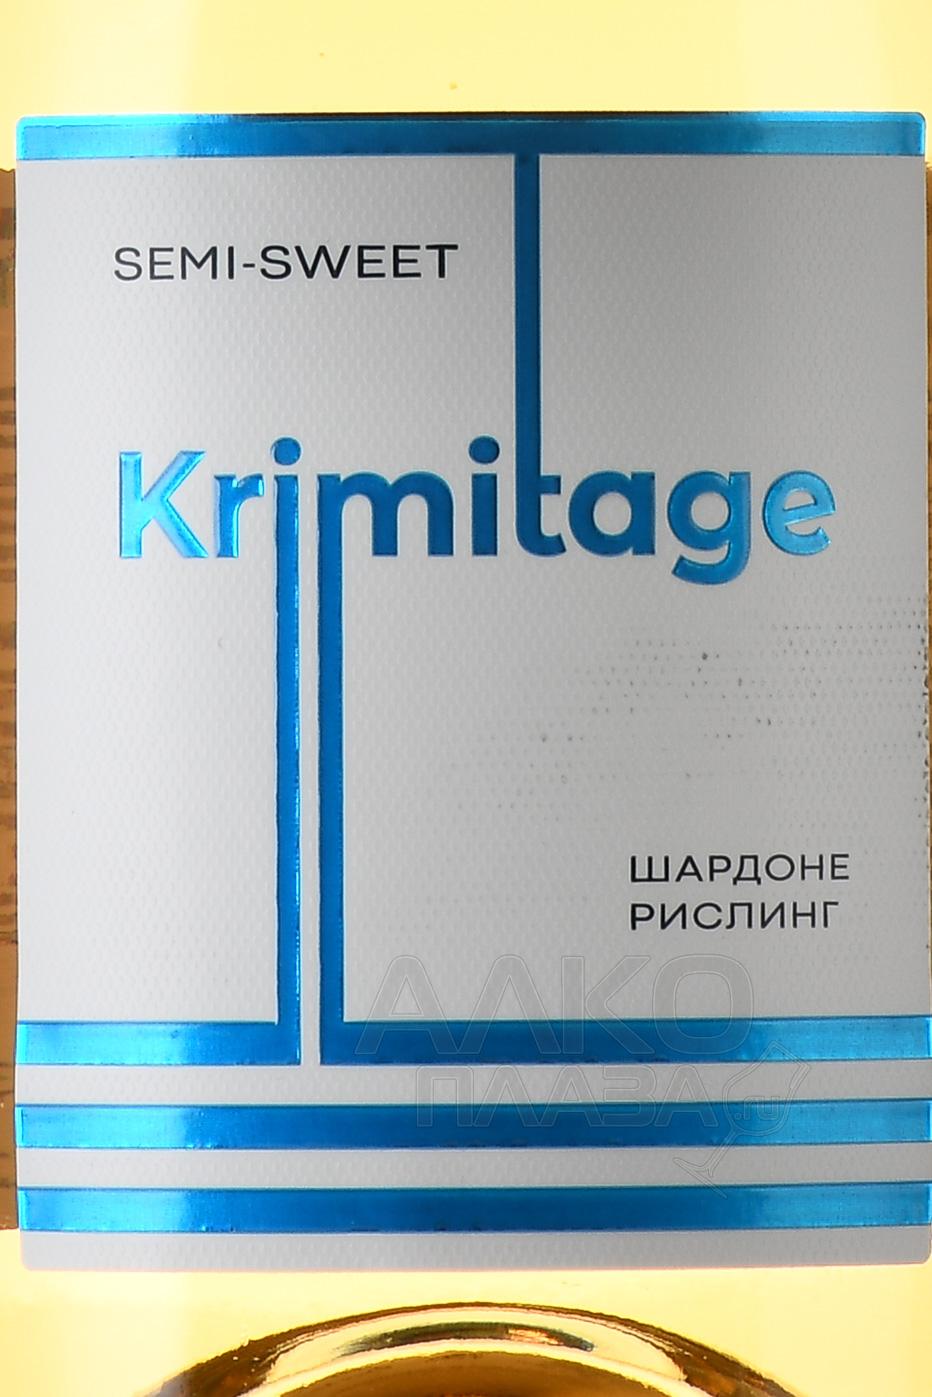 SEMI-SWEET
Krimitage
ШАРДОНЕ
РИСЛИНГ
АЛКО
ПЛАЗА.ru